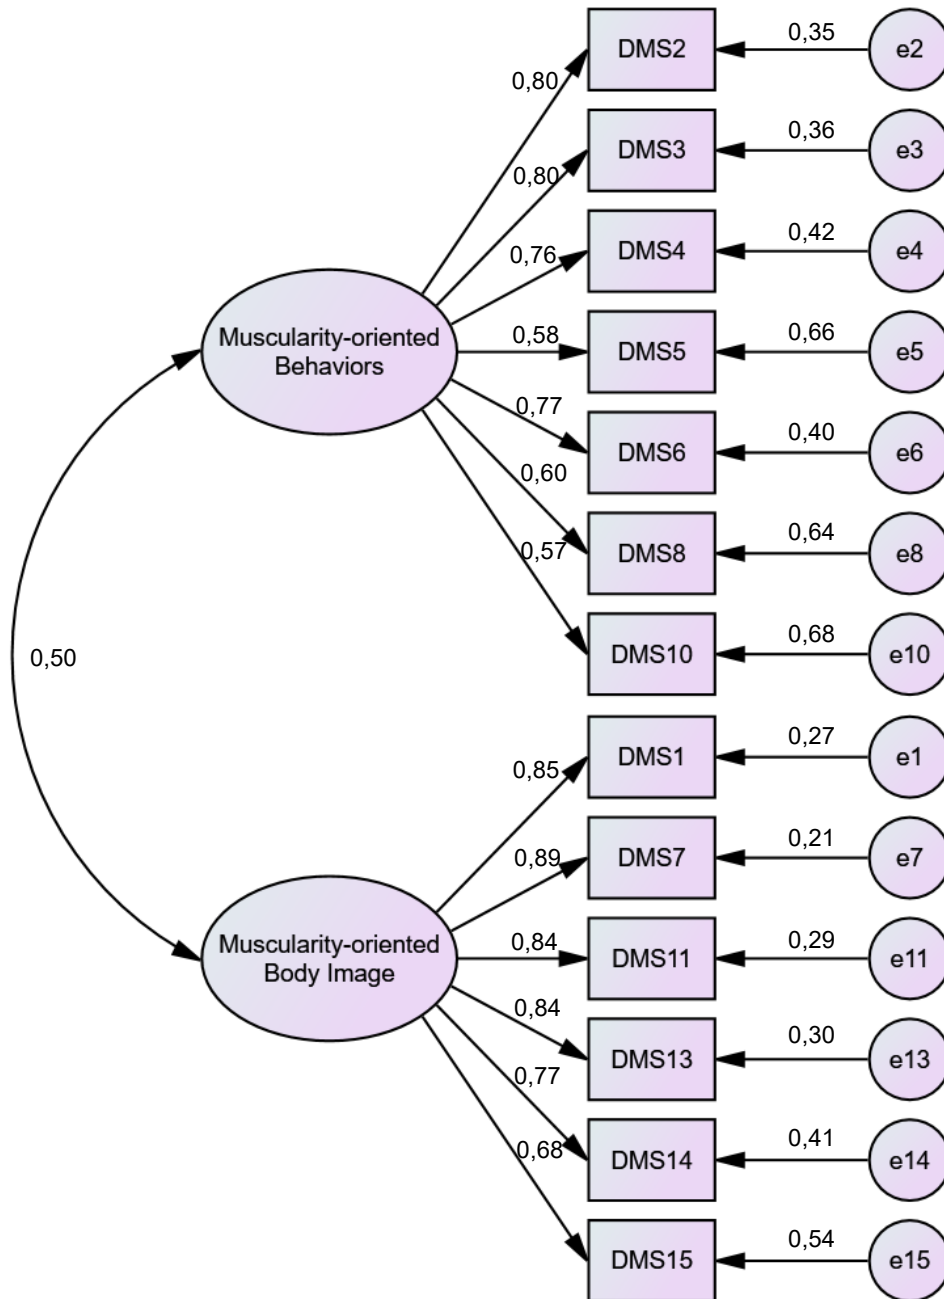 0,80 DMS2 0,35 e2
0,80 DMS3 0,36 e3
0,76 DMS4 0,42 e4
Muscularity-oriented
Behaviors
0,58 DMS5 0,66 e5
0,77 DMS6 0,40 e6
0,60 DMS8 0,64 e8
0,57 DMS10 0,68 e10
0,50
0,85 DMS1 0,27 e1
0,89 DMS7 0,21 e7
Muscularity-oriented
Body Image
0,84 DMS11 0,29 e11
0,84 DMS13 0,30 e13
0,77 DMS14 0,41 e14
0,68 DMS15 0,54 e15